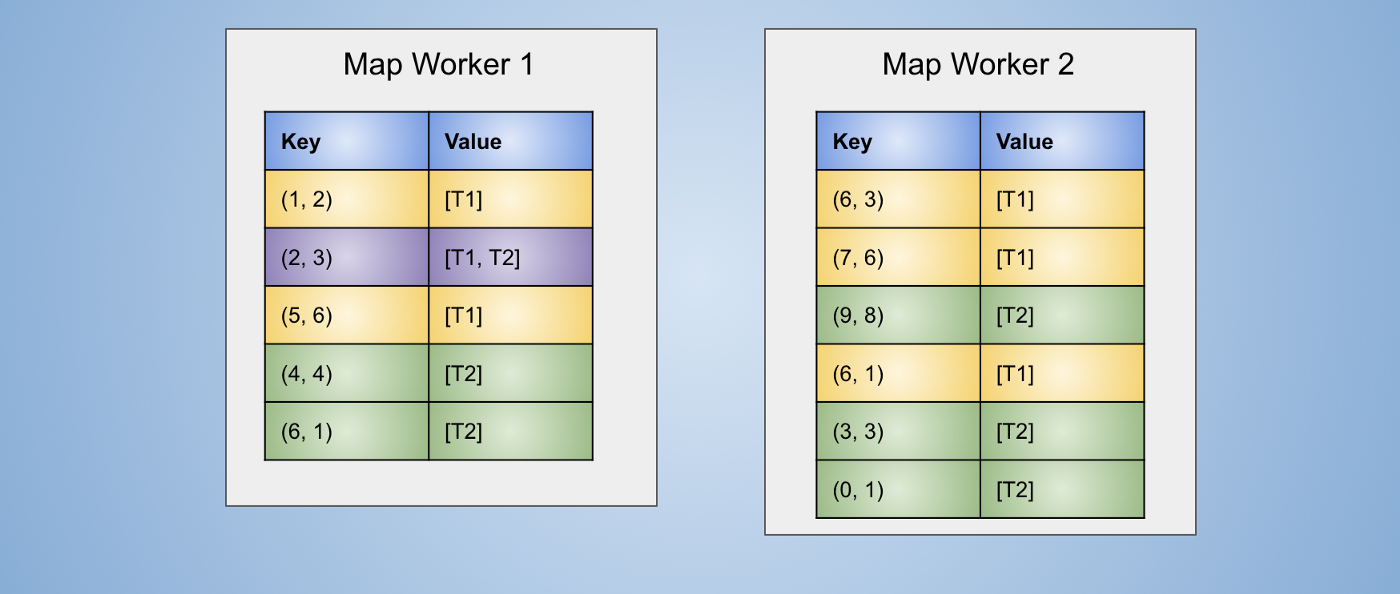 Map Worker 1
Key Value
(1, 2) [T1]
(2, 3) [T1, T2]
(5, 6) [T1]
(4, 4) [T2]
(6, 1) [T2]
Map Worker 2
Key Value
(6, 3) [T1]
(7, 6) [T1]
(9, 8) [T2]
(6, 1) [T1]
(3, 3) [T2]
(0, 1) [T2]